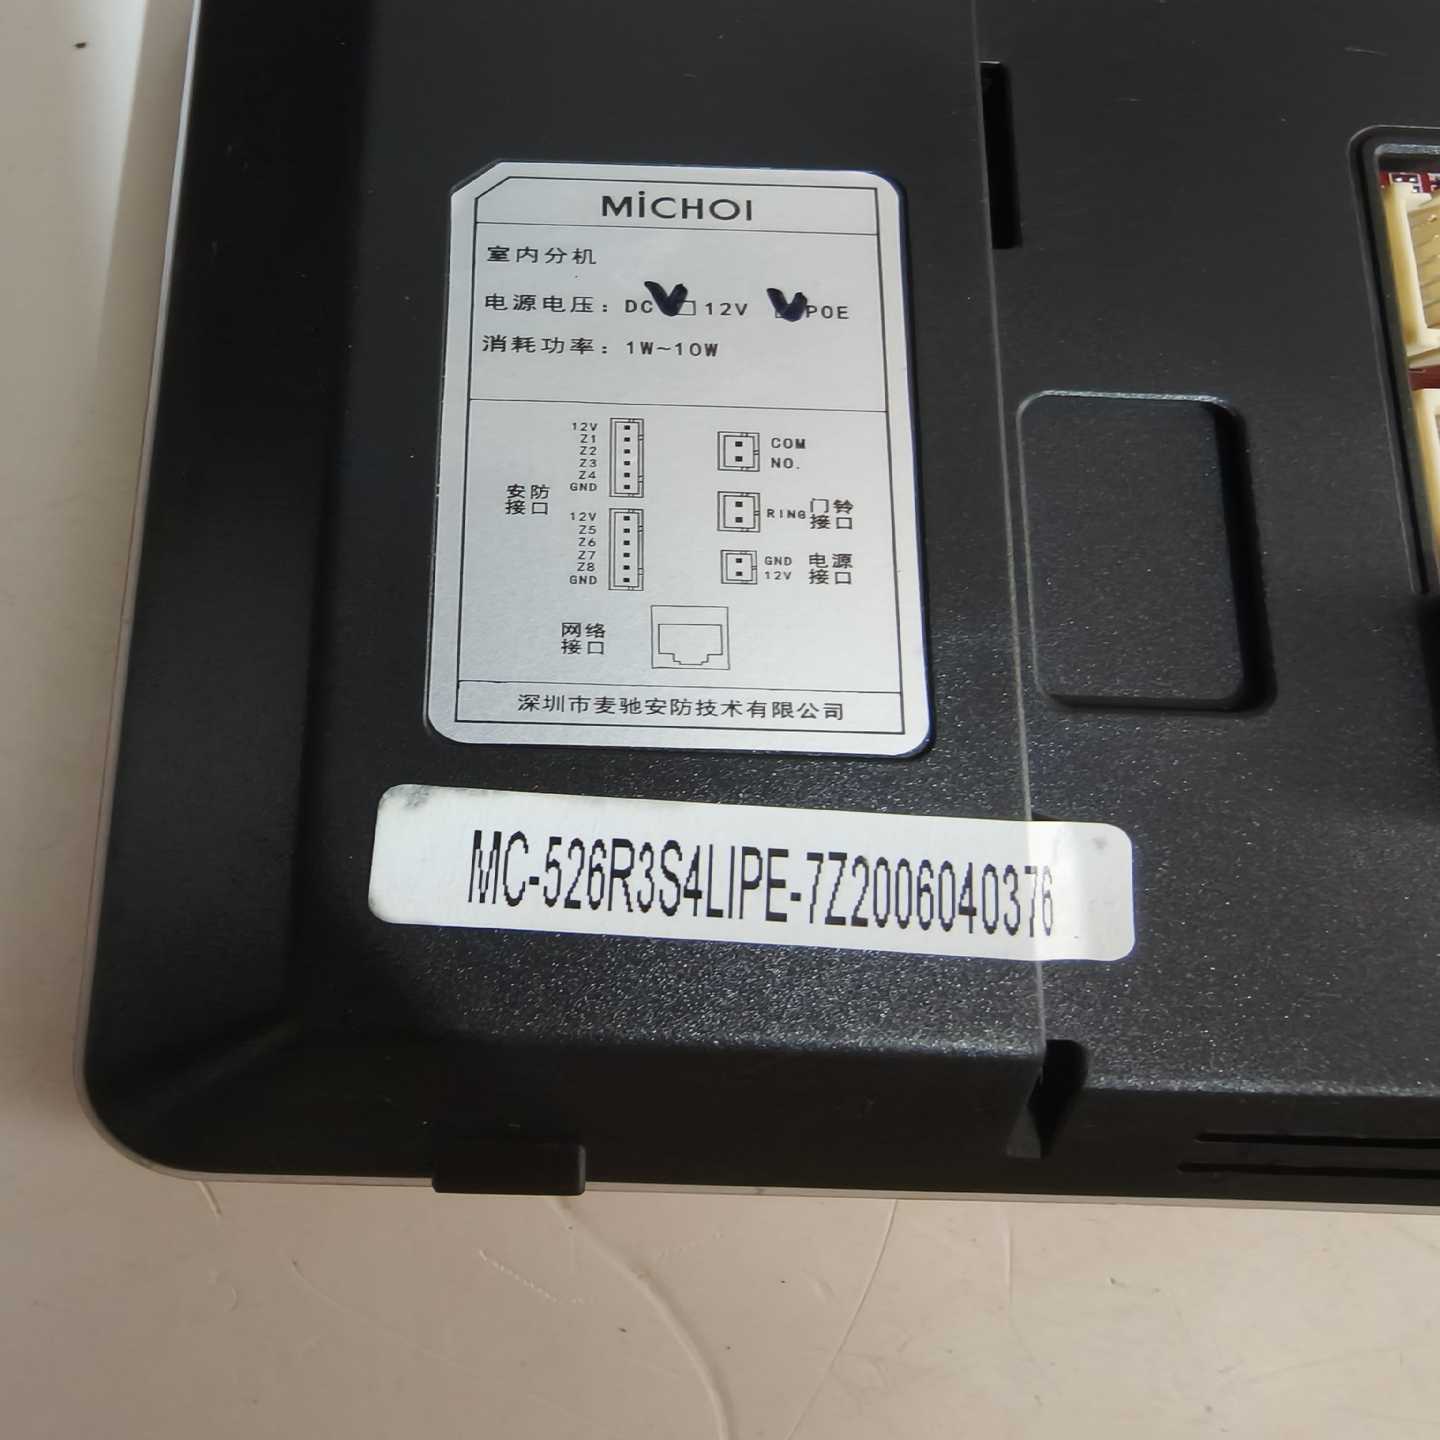 MiCHOI
室内分机
电源电压：DC 12V POE
消耗功率：1W~10W
12V
Z1
Z2
Z3
Z4
GND
安防
接口
12V
Z5
Z6
Z7
Z8
GND
COM
NO.
RING 门铃
接口
GND 电源
12V 接口
网络
接口
深圳市麦驰安防技术有限公司
MC-526R3S4LIPE-7Z2006040376